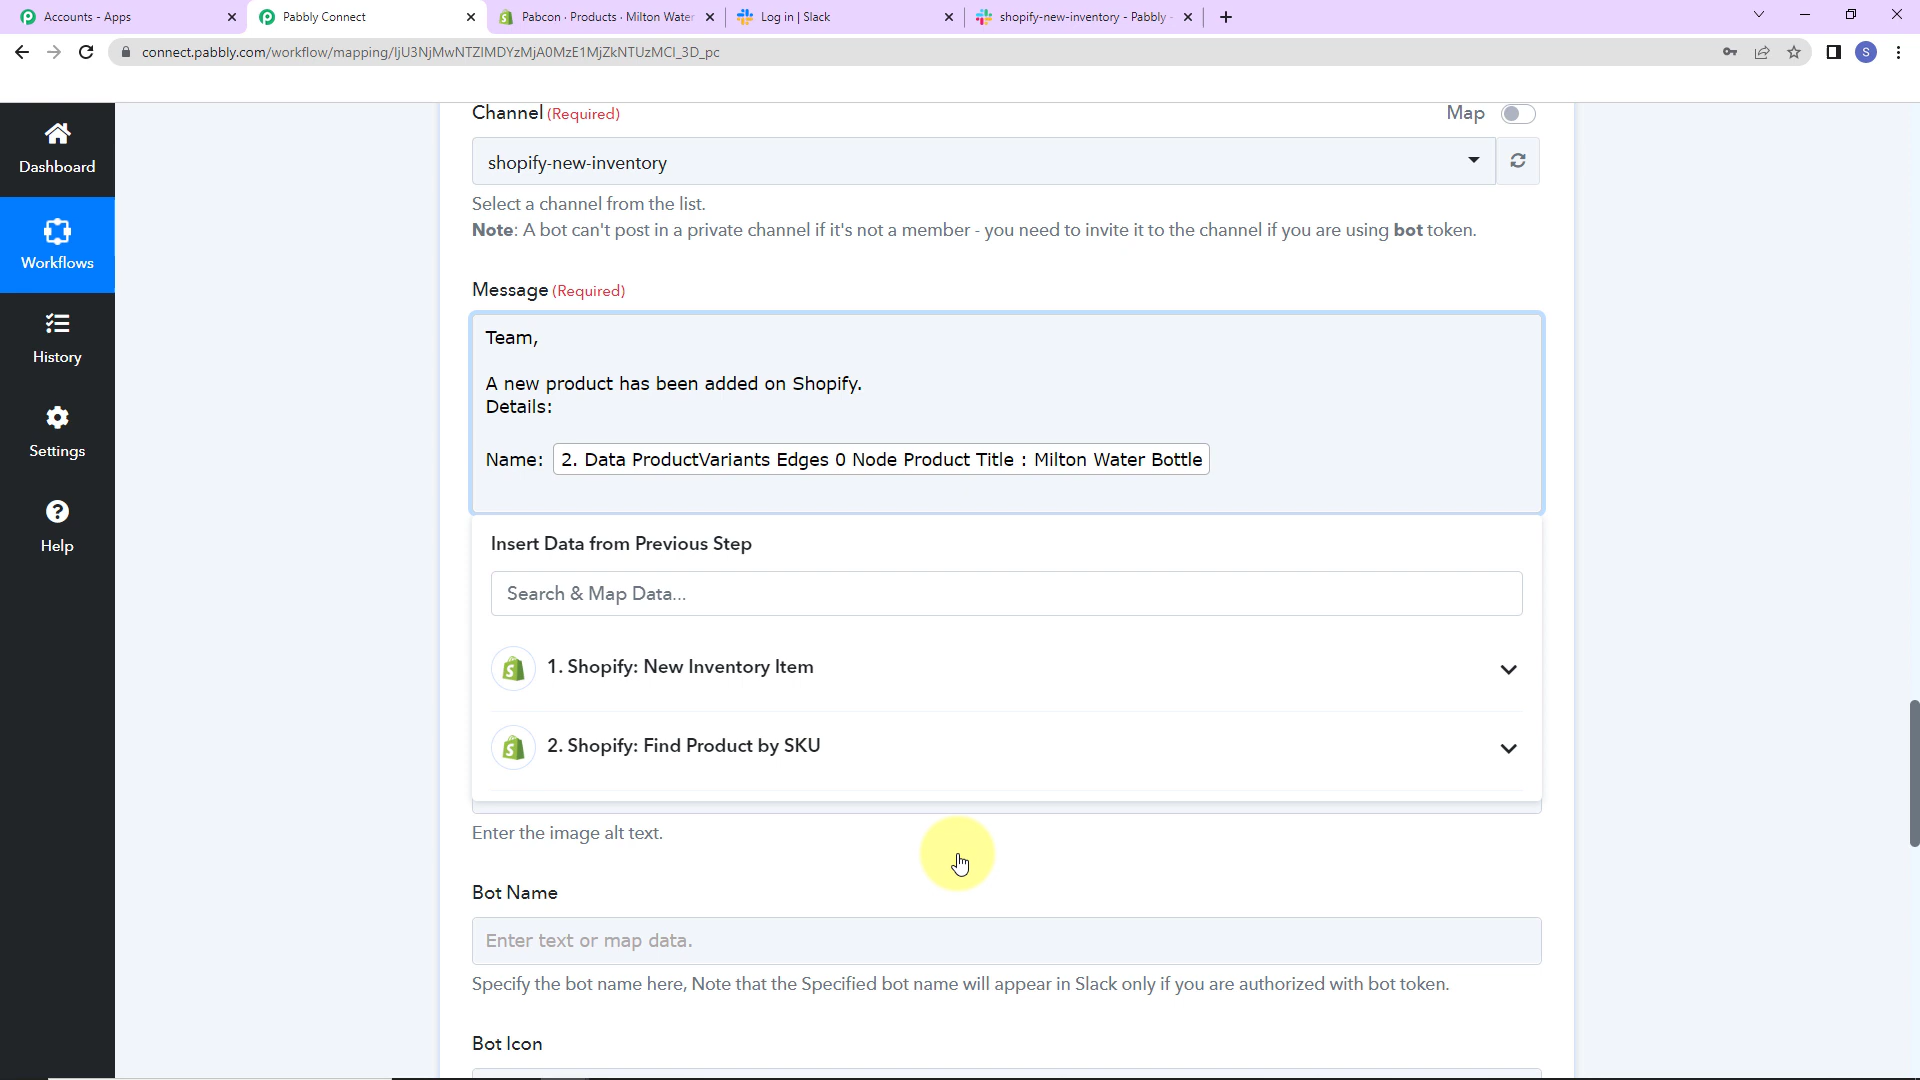 Accounts - Apps
Pabbly Connect
Pabcon · Products · Milton Water
Log in | Slack
shopify-new-inventory - Pabbly -
S
Dashboard
Workflows
History
Settings
Help
Channel (Required)
Map
shopify-new-inventory
Select a channel from the list.
Note: A bot can't post in a private channel if it's not a member - you need to invite it to the channel if you are using bot token.
Message (Required)
Team,
A new product has been added on Shopify.
Details:
Name: 2. Data ProductVariants Edges 0 Node Product Title : Milton Water Bottle
Insert Data from Previous Step
Search & Map Data...
1. Shopify: New Inventory Item
2. Shopify: Find Product by SKU
Enter the image alt text.
Bot Name
Enter text or map data.
Specify the bot name here, Note that the Specified bot name will appear in Slack only if you are authorized with bot token.
Bot Icon